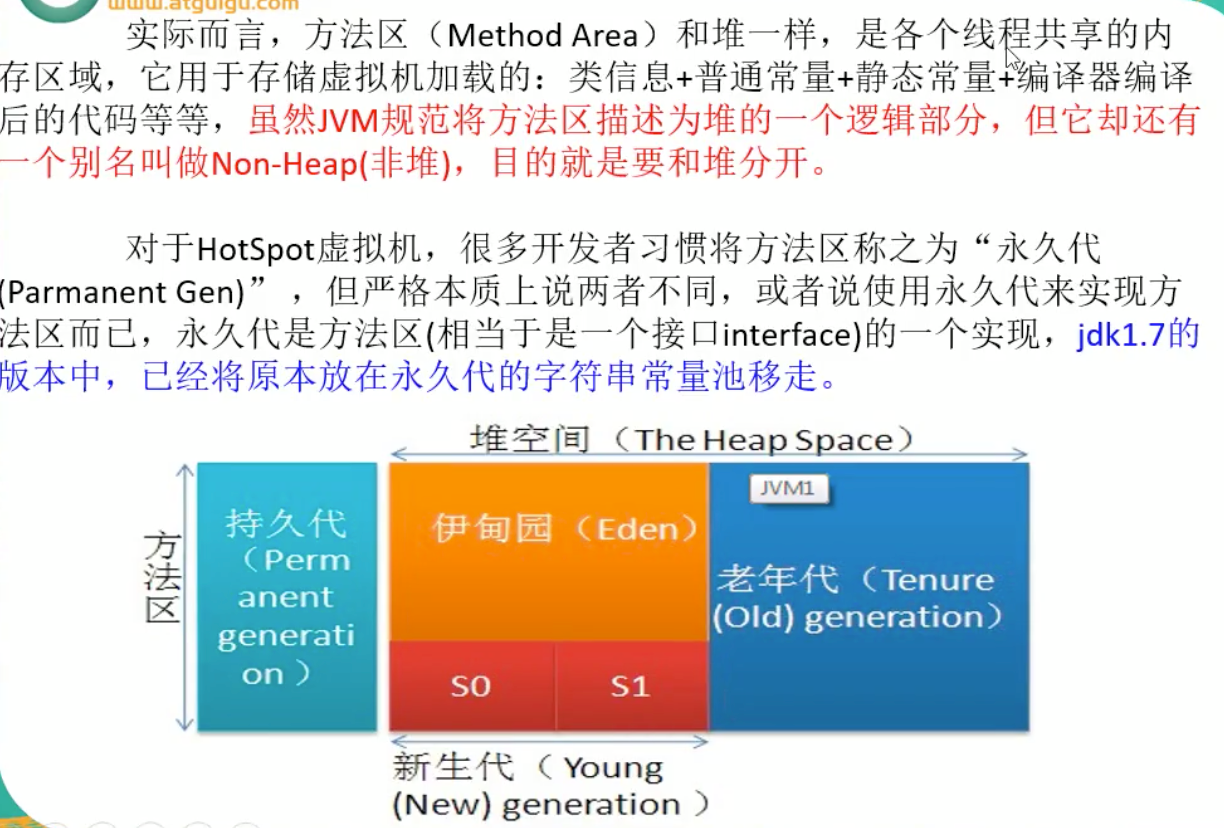 www.atguigu.com
实际而言，方法区（Method Area）和堆一样，是各个线程共享的内
存区域，它用于存储虚拟机加载的：类信息+普通常量+静态常量+编译器编译
后的代码等等，虽然JVM规范将方法区描述为堆的一个逻辑部分，但它却还有
一个别名叫做Non-Heap(非堆)，目的就是要和堆分开。
对于HotSpot虚拟机，很多开发者习惯将方法区称之为“永久代
(Parmanent Gen)” ，但严格本质上说两者不同，或者说使用永久代来实现方
法区而已，永久代是方法区(相当于是一个接口interface)的一个实现，jdk1.7的
版本中，已经将原本放在永久代的字符串常量池移走。
堆空间（The Heap Space）
JVM1
方法区
持久代
（Perm
anent
generati
on ）
伊甸园（Eden）
老年代（Tenure
(Old) generation）
S0
S1
新生代（ Young
(New) generation ）